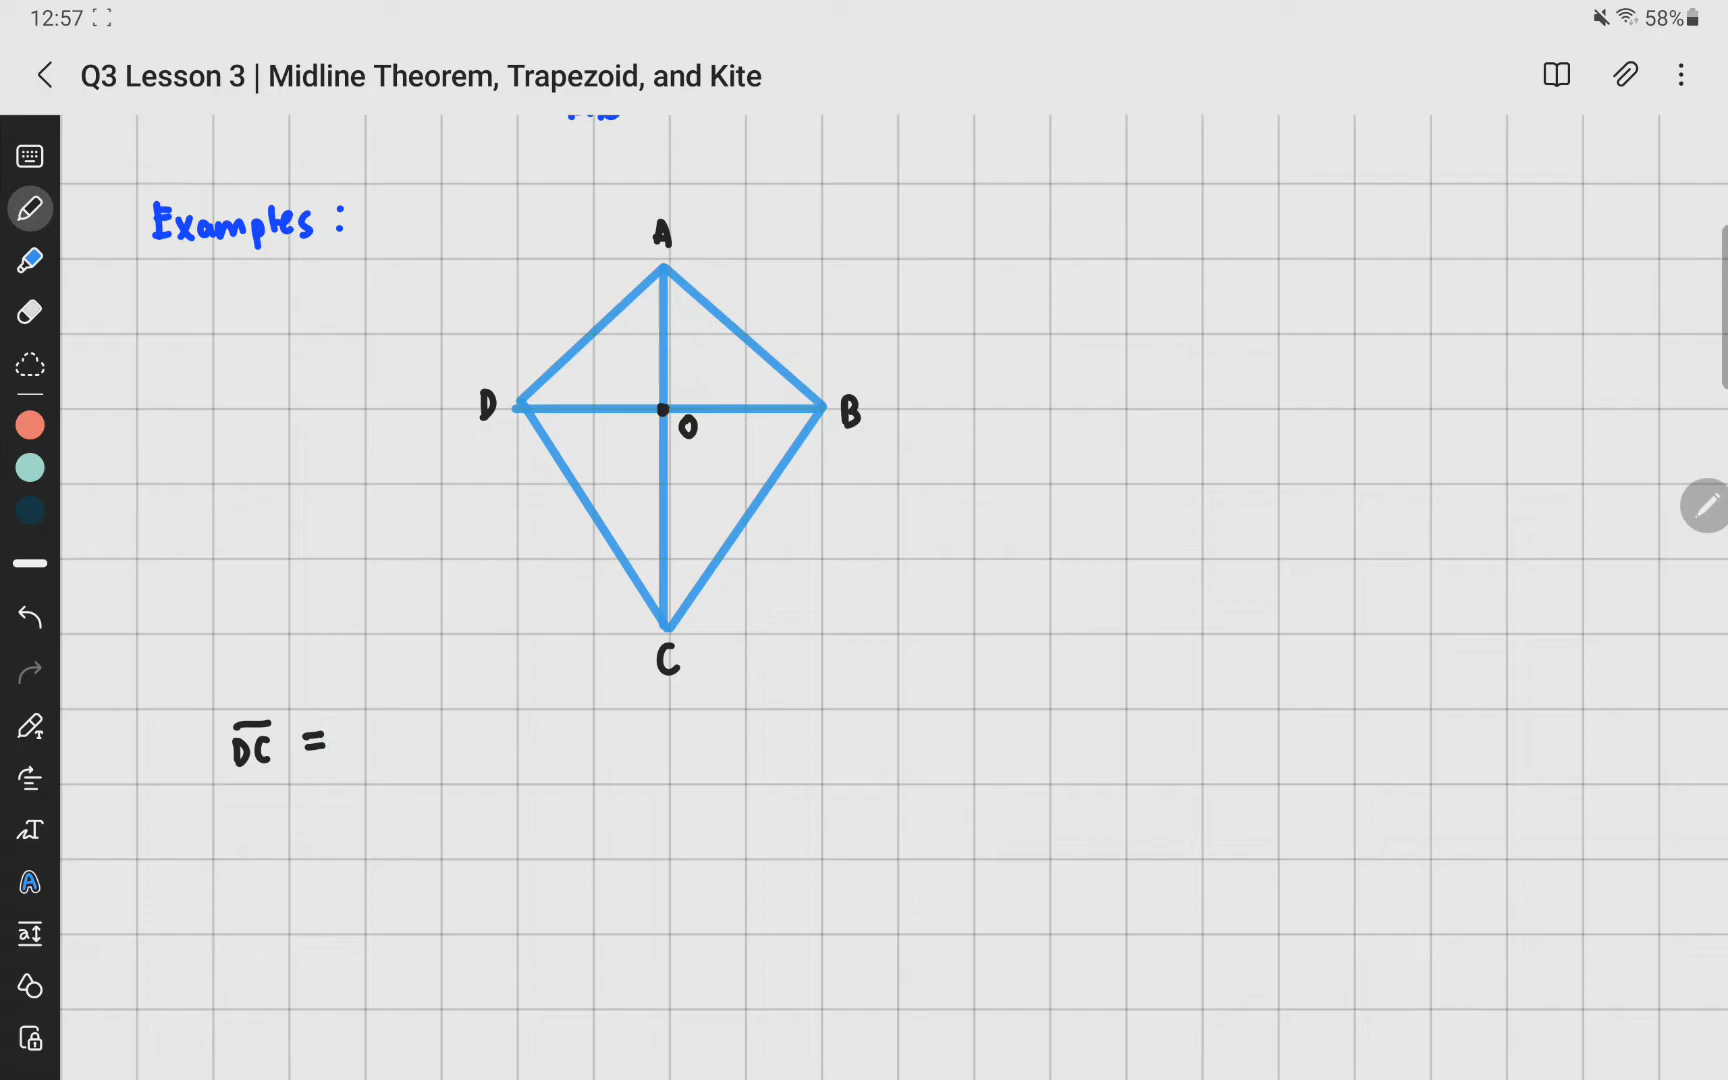 12:57 58%
Q3 Lesson 3 | Midline Theorem, Trapezoid, and Kite
Examples :
A
D B
O
C
DC =